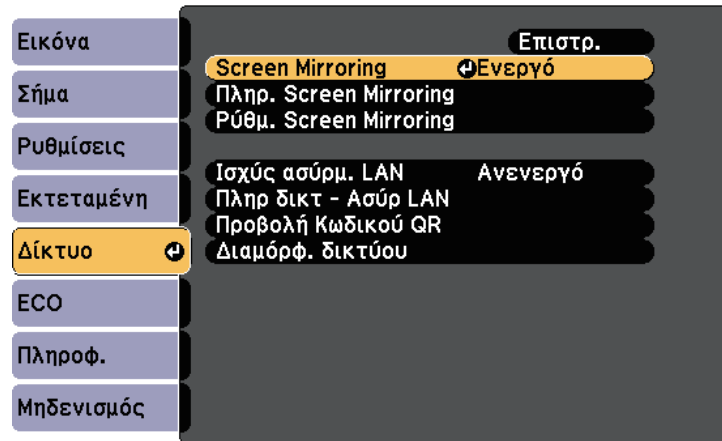 Εικόνα
Σήμα
Ρυθμίσεις
Εκτεταμένη
Δίκτυο
ECO
Πληροφ.
Μηδενισμός
Επιστρ.
Screen Mirroring Ενεργό
Πληρ. Screen Mirroring
Ρύθμ. Screen Mirroring
Ισχύς ασύρμ. LAN Ανενεργό
Πληρ δικτ - Ασύρ LAN
Προβολή Κωδικού QR
Διαμόρφ. δικτύου